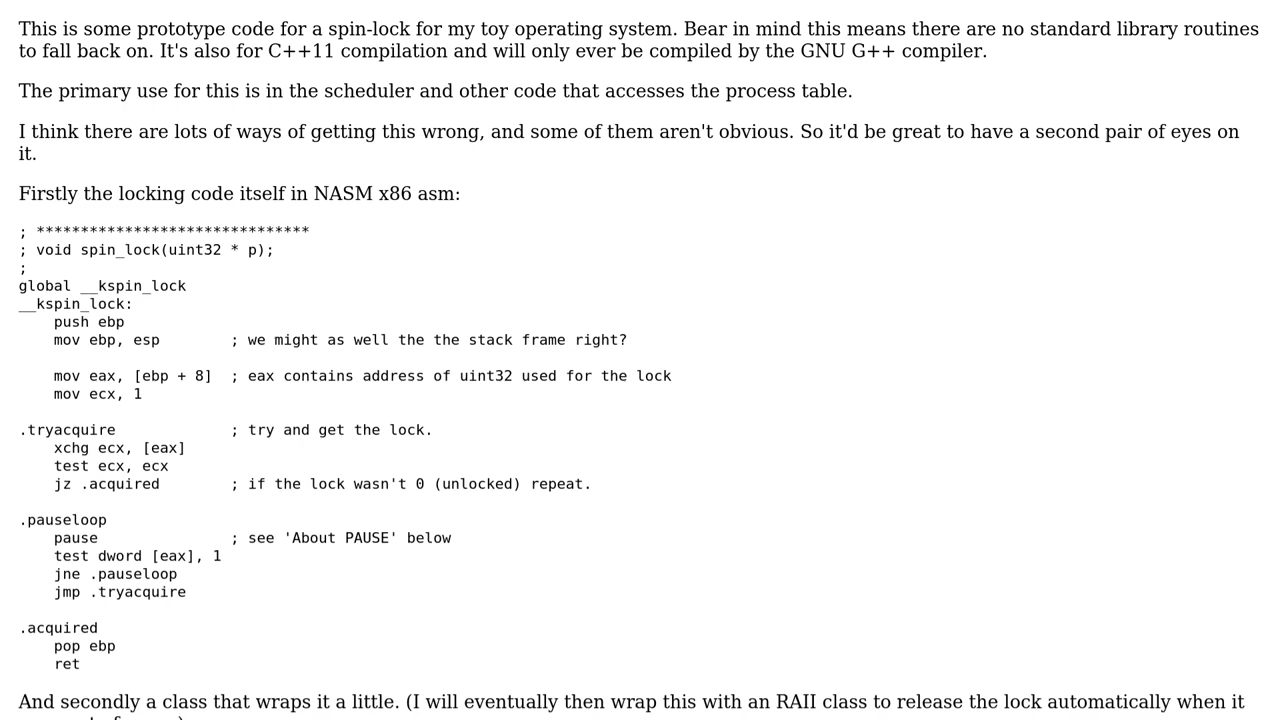 This is some prototype code for a spin-lock for my toy operating system. Bear in mind this means there are no standard library routines
to fall back on. It's also for C++11 compilation and will only ever be compiled by the GNU G++ compiler.
The primary use for this is in the scheduler and other code that accesses the process table.
I think there are lots of ways of getting this wrong, and some of them aren't obvious. So it'd be great to have a second pair of eyes on
it.
Firstly the locking code itself in NASM x86 asm:
; *******************************
; void spin_lock(uint32 * p);
;
global __kspin_lock
__kspin_lock:
    push ebp
    mov ebp, esp        ; we might as well the the stack frame right?
    mov eax, [ebp + 8]  ; eax contains address of uint32 used for the lock
    mov ecx, 1
.tryacquire             ; try and get the lock.
    xchg ecx, [eax]
    test ecx, ecx
    jz .acquired        ; if the lock wasn't 0 (unlocked) repeat.
.pauseloop
    pause               ; see 'About PAUSE' below
    test dword [eax], 1
    jne .pauseloop
    jmp .tryacquire
.acquired
    pop ebp
    ret
And secondly a class that wraps it a little. (I will eventually then wrap this with an RAII class to release the lock automatically when it